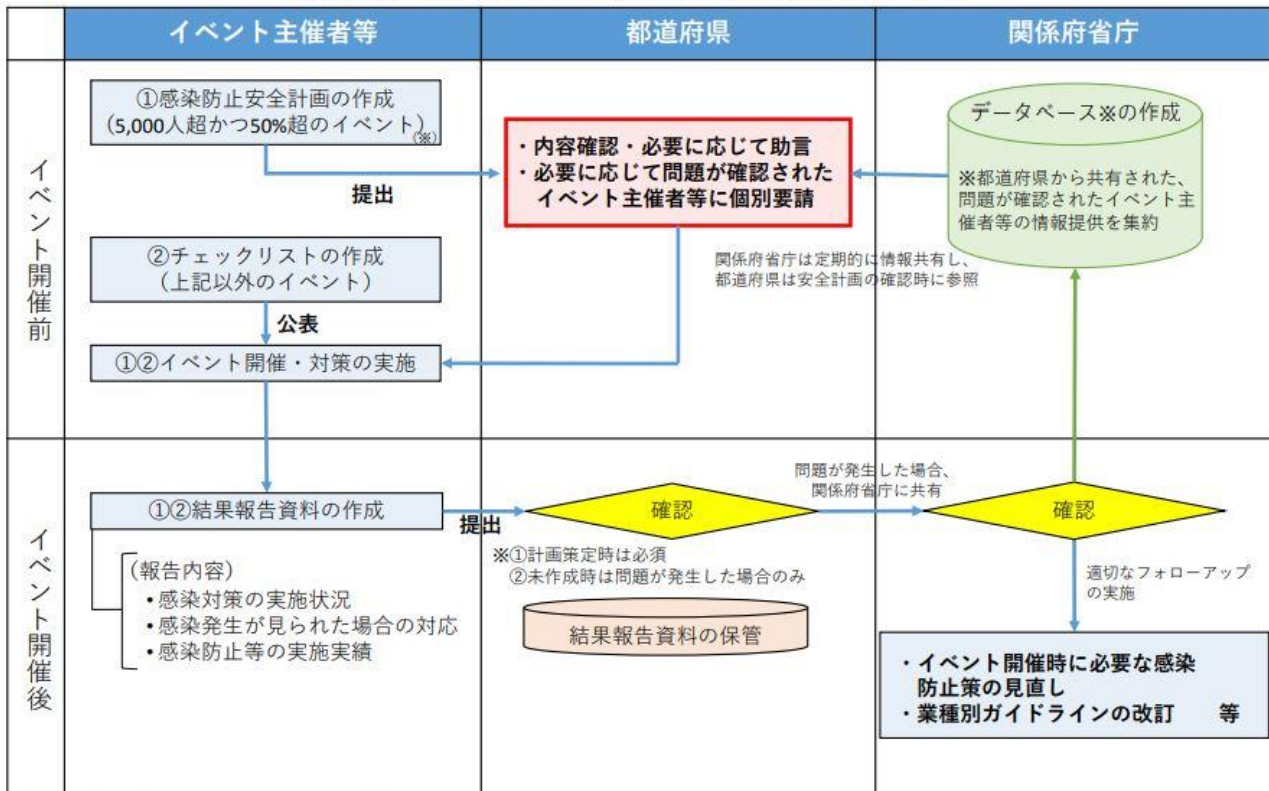 イベント主催者等
都道府県
関係府省庁
イベント開催前
①感染防止安全計画の作成
(5,000人超かつ50%超のイベント)
(※)
提出
・内容確認・必要に応じて助言
・必要に応じて問題が確認された
イベント主催者等に個別要請
データベース※の作成
※都道府県から共有された、
問題が確認されたイベント主
催者等の情報提供を集約
②チェックリストの作成
(上記以外のイベント)
関係府省庁は定期的に情報共有し、
都道府県は安全計画の確認時に参照
公表
①②イベント開催・対策の実施
イベント開催後
①②結果報告資料の作成
提出
確認
問題が発生した場合、
関係府省庁に共有
確認
※①計画策定時は必須
②未作成時は問題が発生した場合のみ
結果報告資料の保管
(報告内容)
・感染対策の実施状況
・感染発生が見られた場合の対応
・感染防止等の実施実績
適切なフォローアップ
の実施
・イベント開催時に必要な感染
防止策の見直し
・業種別ガイドラインの改訂 等